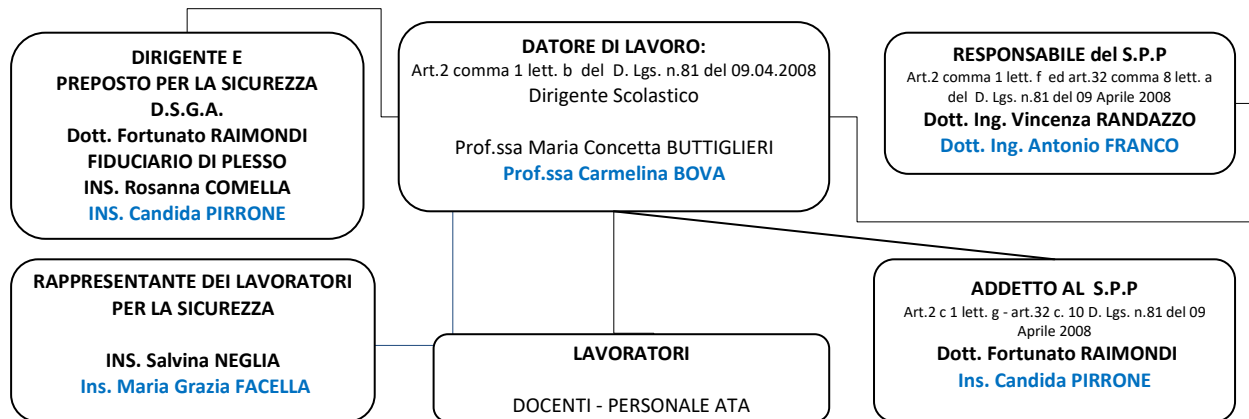 DIRIGENTE E
PREPOSTO PER LA SICUREZZA
D.S.G.A.
Dott. Fortunato RAIMONDI
FIDUCIARIO DI PLESSO
INS. Rosanna COMELLA
INS. Candida PIRRONE
DATORE DI LAVORO:
Art.2 comma 1 lett. b del D. Lgs. n.81 del 09.04.2008
Dirigente Scolastico
Prof.ssa Maria Concetta BUTTIGLIERI
Prof.ssa Carmelina BOVA
RESPONSABILE del S.P.P
Art.2 comma 1 lett. f ed art.32 comma 8 lett. a
del D. Lgs. n.81 del 09 Aprile 2008
Dott. Ing. Vincenza RANDAZZO
Dott. Ing. Antonio FRANCO
RAPPRESENTANTE DEI LAVORATORI
PER LA SICUREZZA
INS. Salvina NEGLIA
Ins. Maria Grazia FACELLA
LAVORATORI
DOCENTI - PERSONALE ATA
ADDETTO AL S.P.P
Art.2 c 1 lett. g - art.32 c. 10 D. Lgs. n.81 del 09
Aprile 2008
Dott. Fortunato RAIMONDI
Ins. Candida PIRRONE